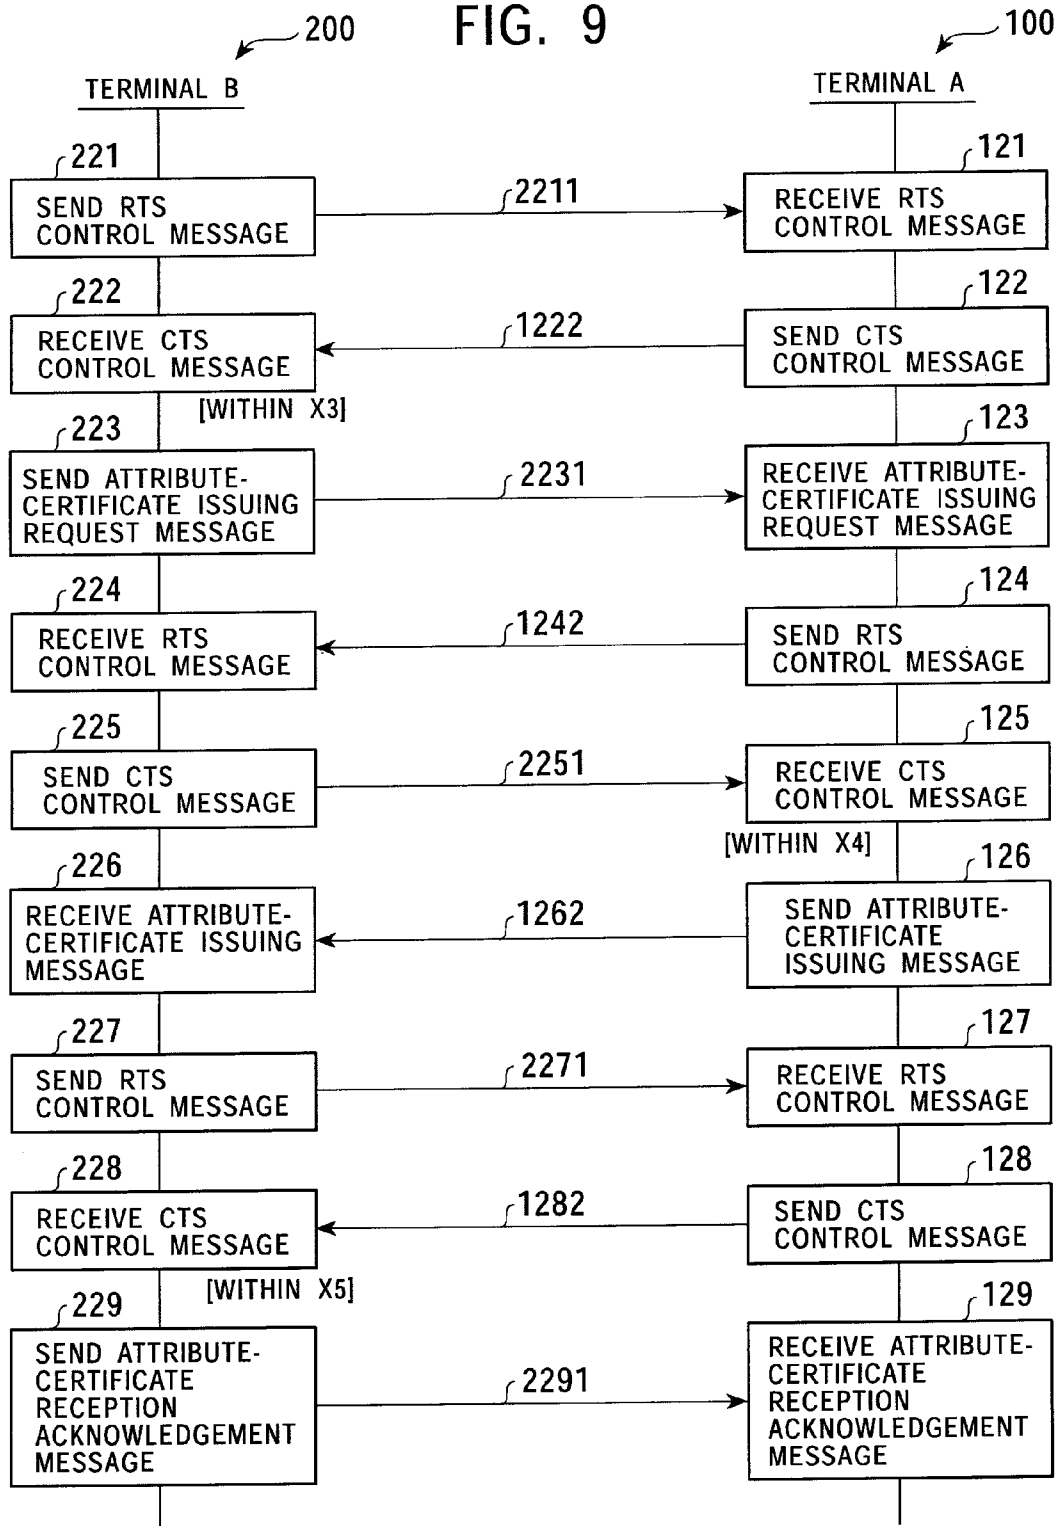 FIG. 9
200
100
TERMINAL B
TERMINAL A
221
121
SEND RTS
CONTROL MESSAGE
2211
RECEIVE RTS
CONTROL MESSAGE
222
122
RECEIVE CTS
CONTROL MESSAGE
1222
SEND CTS
CONTROL MESSAGE
[WITHIN X3]
223
123
SEND ATTRIBUTE-
CERTIFICATE ISSUING
REQUEST MESSAGE
2231
RECEIVE ATTRIBUTE-
CERTIFICATE ISSUING
REQUEST MESSAGE
224
124
RECEIVE RTS
CONTROL MESSAGE
1242
SEND RTS
CONTROL MESSAGE
225
125
SEND CTS
CONTROL MESSAGE
2251
RECEIVE CTS
CONTROL MESSAGE
[WITHIN X4]
226
126
RECEIVE ATTRIBUTE-
CERTIFICATE ISSUING
MESSAGE
1262
SEND ATTRIBUTE-
CERTIFICATE
ISSUING MESSAGE
227
127
SEND RTS
CONTROL MESSAGE
2271
RECEIVE RTS
CONTROL MESSAGE
228
128
RECEIVE CTS
CONTROL MESSAGE
1282
SEND CTS
CONTROL MESSAGE
[WITHIN X5]
229
129
SEND ATTRIBUTE-
CERTIFICATE
RECEPTION
ACKNOWLEDGEMENT
MESSAGE
2291
RECEIVE ATTRIBUTE-
CERTIFICATE
RECEPTION
ACKNOWLEDGEMENT
MESSAGE